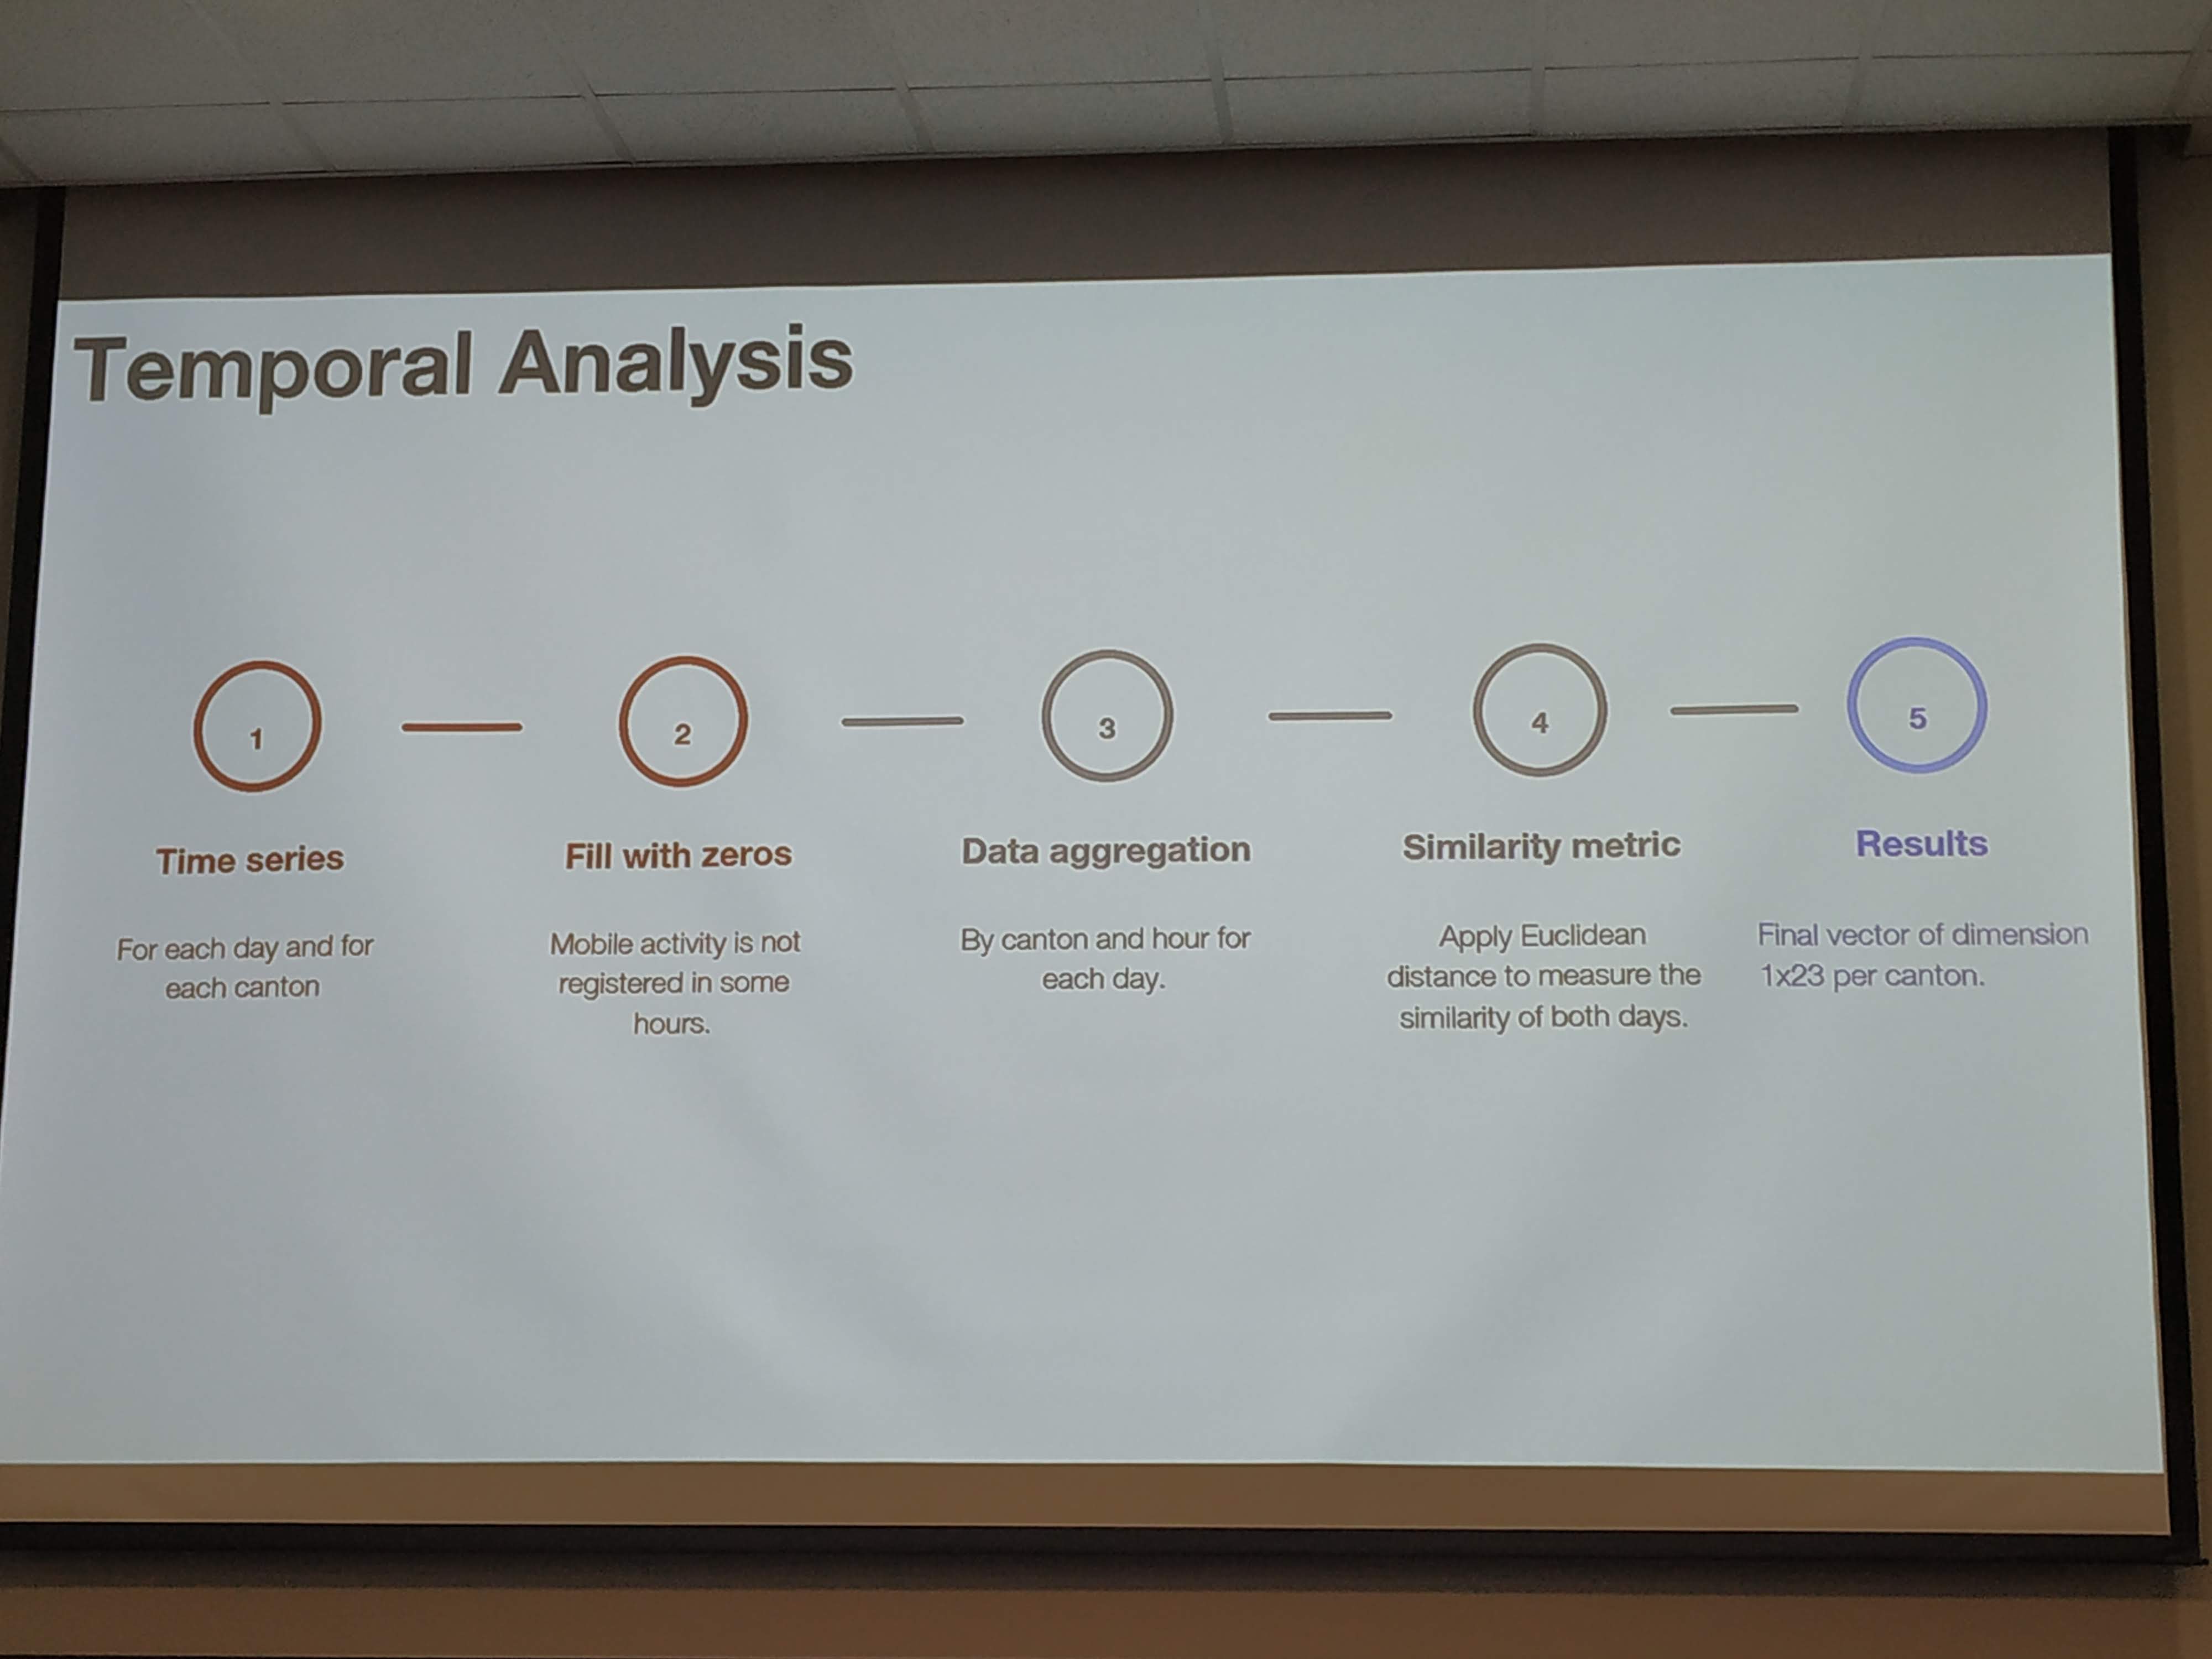 Temporal Analysis
1
2
3
4
5
Time series
Fill with zeros
Data aggregation
Similarity metric
Results
For each day and for
each canton
Mobile activity is not
registered in some
hours.
By canton and hour for
each day.
Apply Euclidean
distance to measure the
similarity of both days.
Final vector of dimension
1x23 per canton.